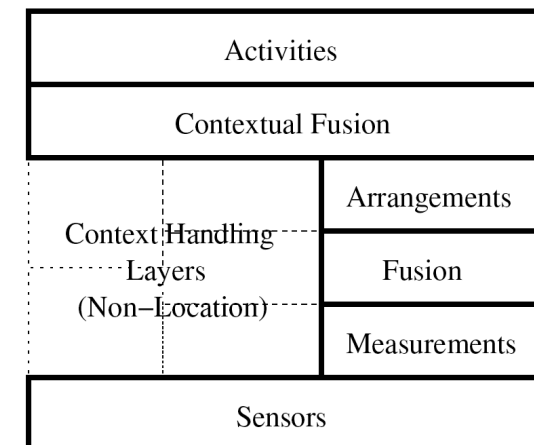 Activities
Contextual Fusion
Arrangements
Context Handling
Layers
(Non−Location)
Fusion
Measurements
Sensors